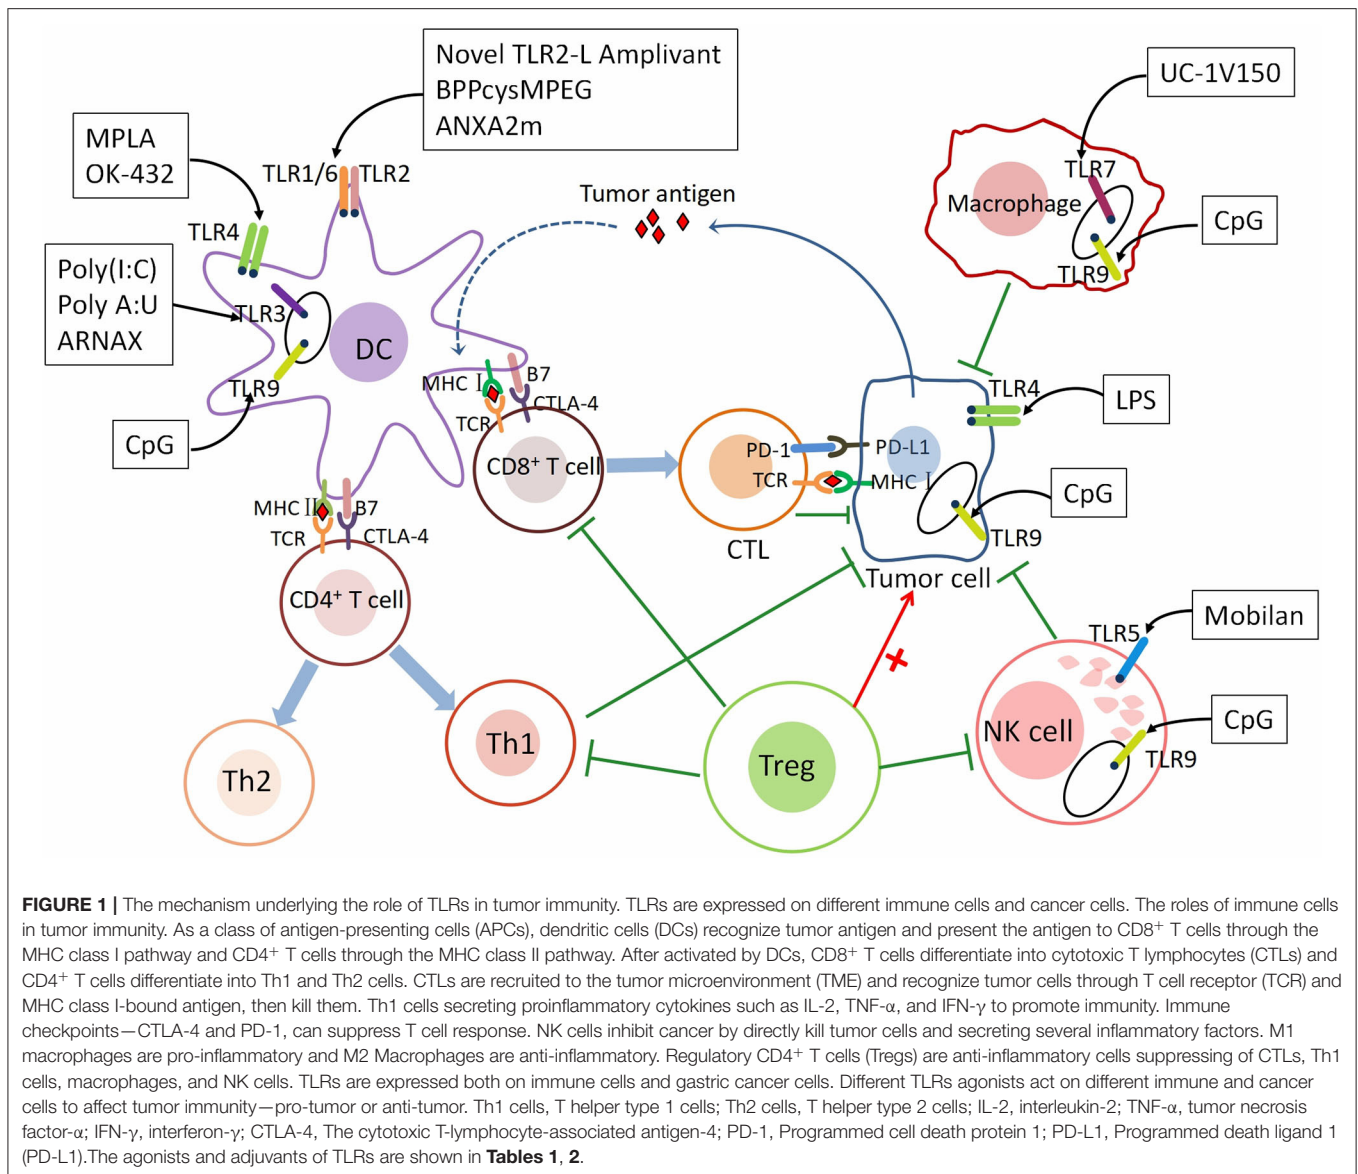 Novel TLR2-L Amplivant
BPPcysMPEG
ANXA2m
UC-1V150
MPLA
OK-432
TLR1/6
TLR2
TLR7
Tumor antigen
Macrophage
CpG
TLR4
TLR9
Poly(I:C)
Poly A:U
ARNAX
TLR3
DC
TLR9
MHC I
B7
CTLA-4
TCR
TLR4
LPS
CpG
CD8+ T cell
PD-1
PD-L1
TCR
MHC I
CpG
MHC II
B7
TCR
CTLA-4
CTL
TLR9
Tumor cell
CD4+ T cell
Mobilan
TLR5
Th1
Treg
NK cell
CpG
TLR9
Th2
FIGURE 1 | The mechanism underlying the role of TLRs in tumor immunity. TLRs are expressed on different immune cells and cancer cells. The roles of immune cells
in tumor immunity. As a class of antigen-presenting cells (APCs), dendritic cells (DCs) recognize tumor antigen and present the antigen to CD8+ T cells through the
MHC class I pathway and CD4+ T cells through the MHC class II pathway. After activated by DCs, CD8+ T cells differentiate into cytotoxic T lymphocytes (CTLs) and
CD4+ T cells differentiate into Th1 and Th2 cells. CTLs are recruited to the tumor microenvironment (TME) and recognize tumor cells through T cell receptor (TCR) and
MHC class I-bound antigen, then kill them. Th1 cells secreting proinflammatory cytokines such as IL-2, TNF-α, and IFN-γ to promote immunity. Immune
checkpoints—CTLA-4 and PD-1, can suppress T cell response. NK cells inhibit cancer by directly kill tumor cells and secreting several inflammatory factors. M1
macrophages are pro-inflammatory and M2 Macrophages are anti-inflammatory. Regulatory CD4+ T cells (Tregs) are anti-inflammatory cells suppressing of CTLs, Th1
cells, macrophages, and NK cells. TLRs are expressed both on immune cells and gastric cancer cells. Different TLRs agonists act on different immune and cancer
cells to affect tumor immunity—pro-tumor or anti-tumor. Th1 cells, T helper type 1 cells; Th2 cells, T helper type 2 cells; IL-2, interleukin-2; TNF-α, tumor necrosis
factor-α; IFN-γ, interferon-γ; CTLA-4, The cytotoxic T-lymphocyte-associated antigen-4; PD-1, Programmed cell death protein 1; PD-L1, Programmed death ligand 1
(PD-L1).The agonists and adjuvants of TLRs are shown in Tables 1, 2.